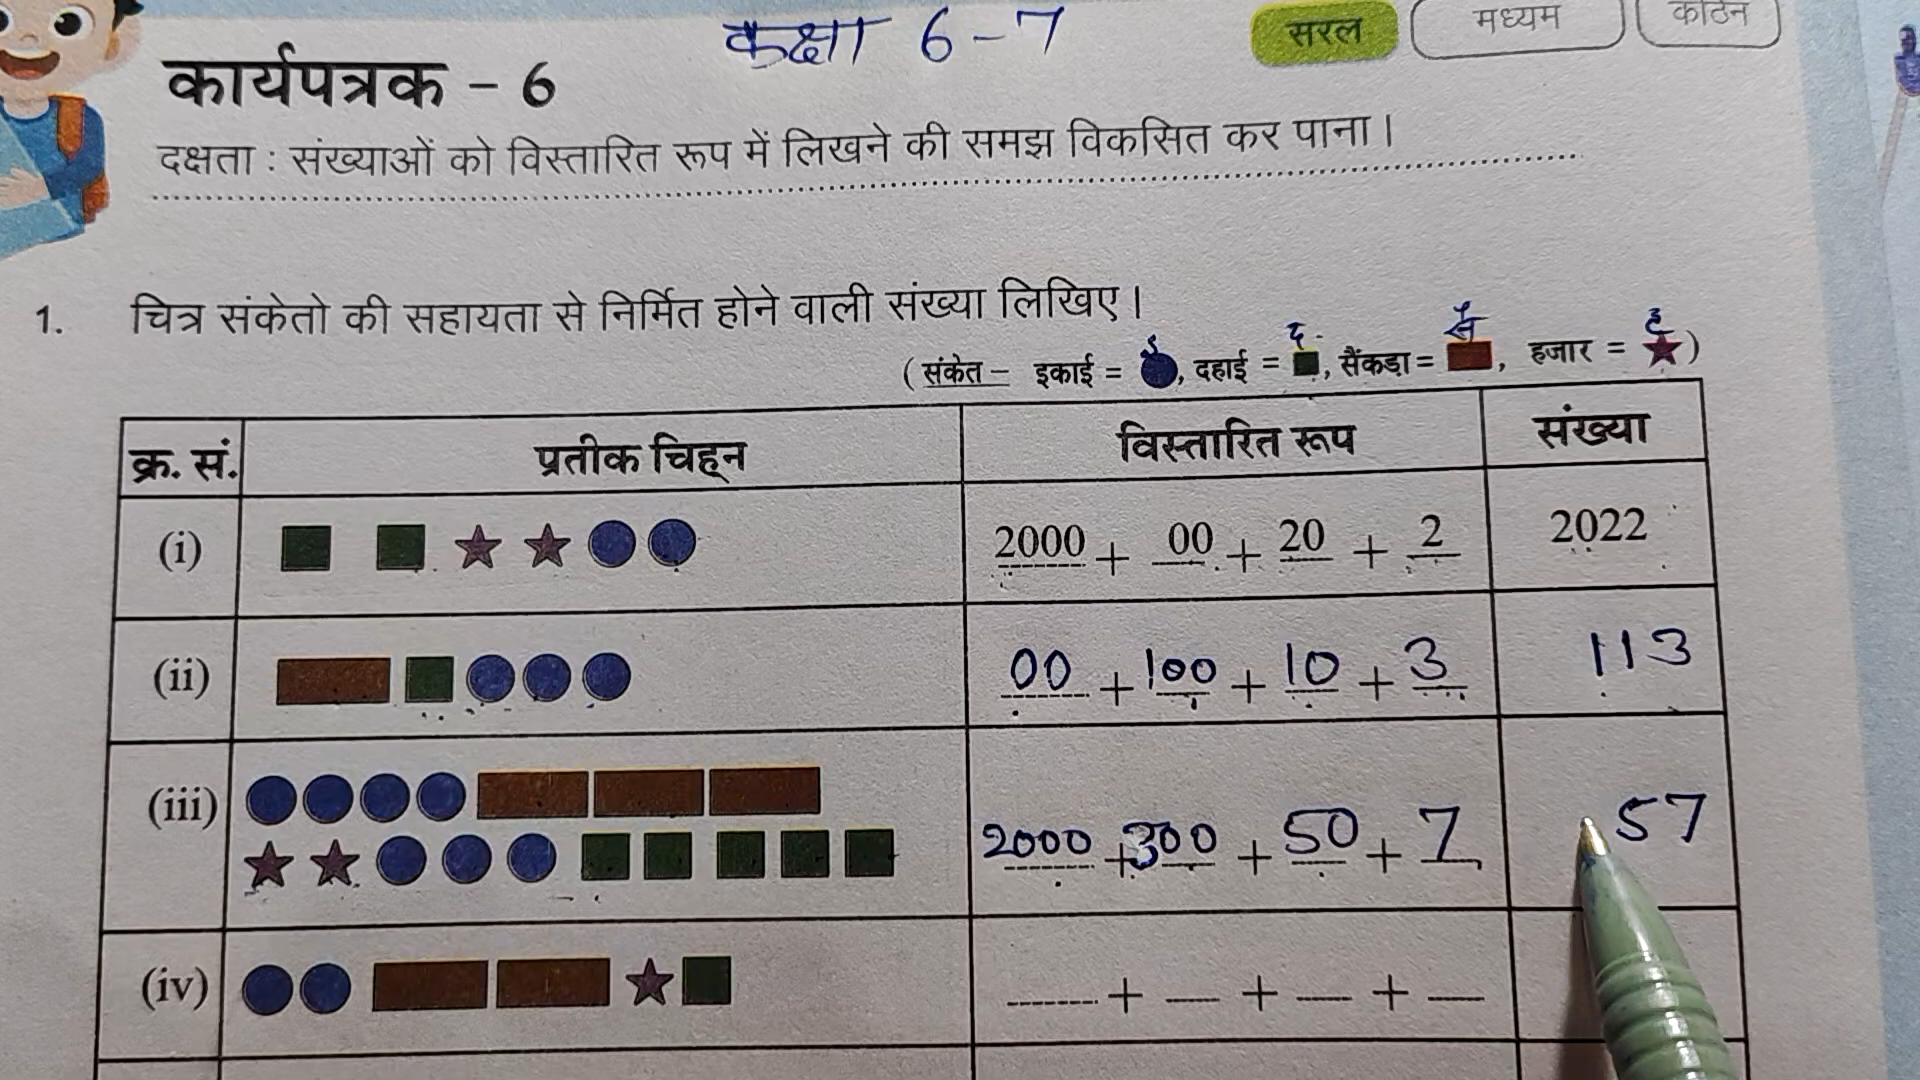 कक्षा 6-7
सरल मध्यम कठिन
कार्यपत्रक - 6
दक्षता : संख्याओं को विस्तारित रूप में लिखने की समझ विकसित कर पाना।
1. चित्र संकेतो की सहायता से निर्मित होने वाली संख्या लिखिए।
इ द स ह
(संकेत – इकाई = , दहाई = , सैंकडा = , हजार = )
क्र. सं. प्रतीक चिह्न विस्तारित रूप संख्या
(i) 2000 + 00 + 20 + 2 2022
(ii) 00 + 100 + 10 + 3 113
(iii) 2000 + 300 + 50 + 7 57
(iv) + + +